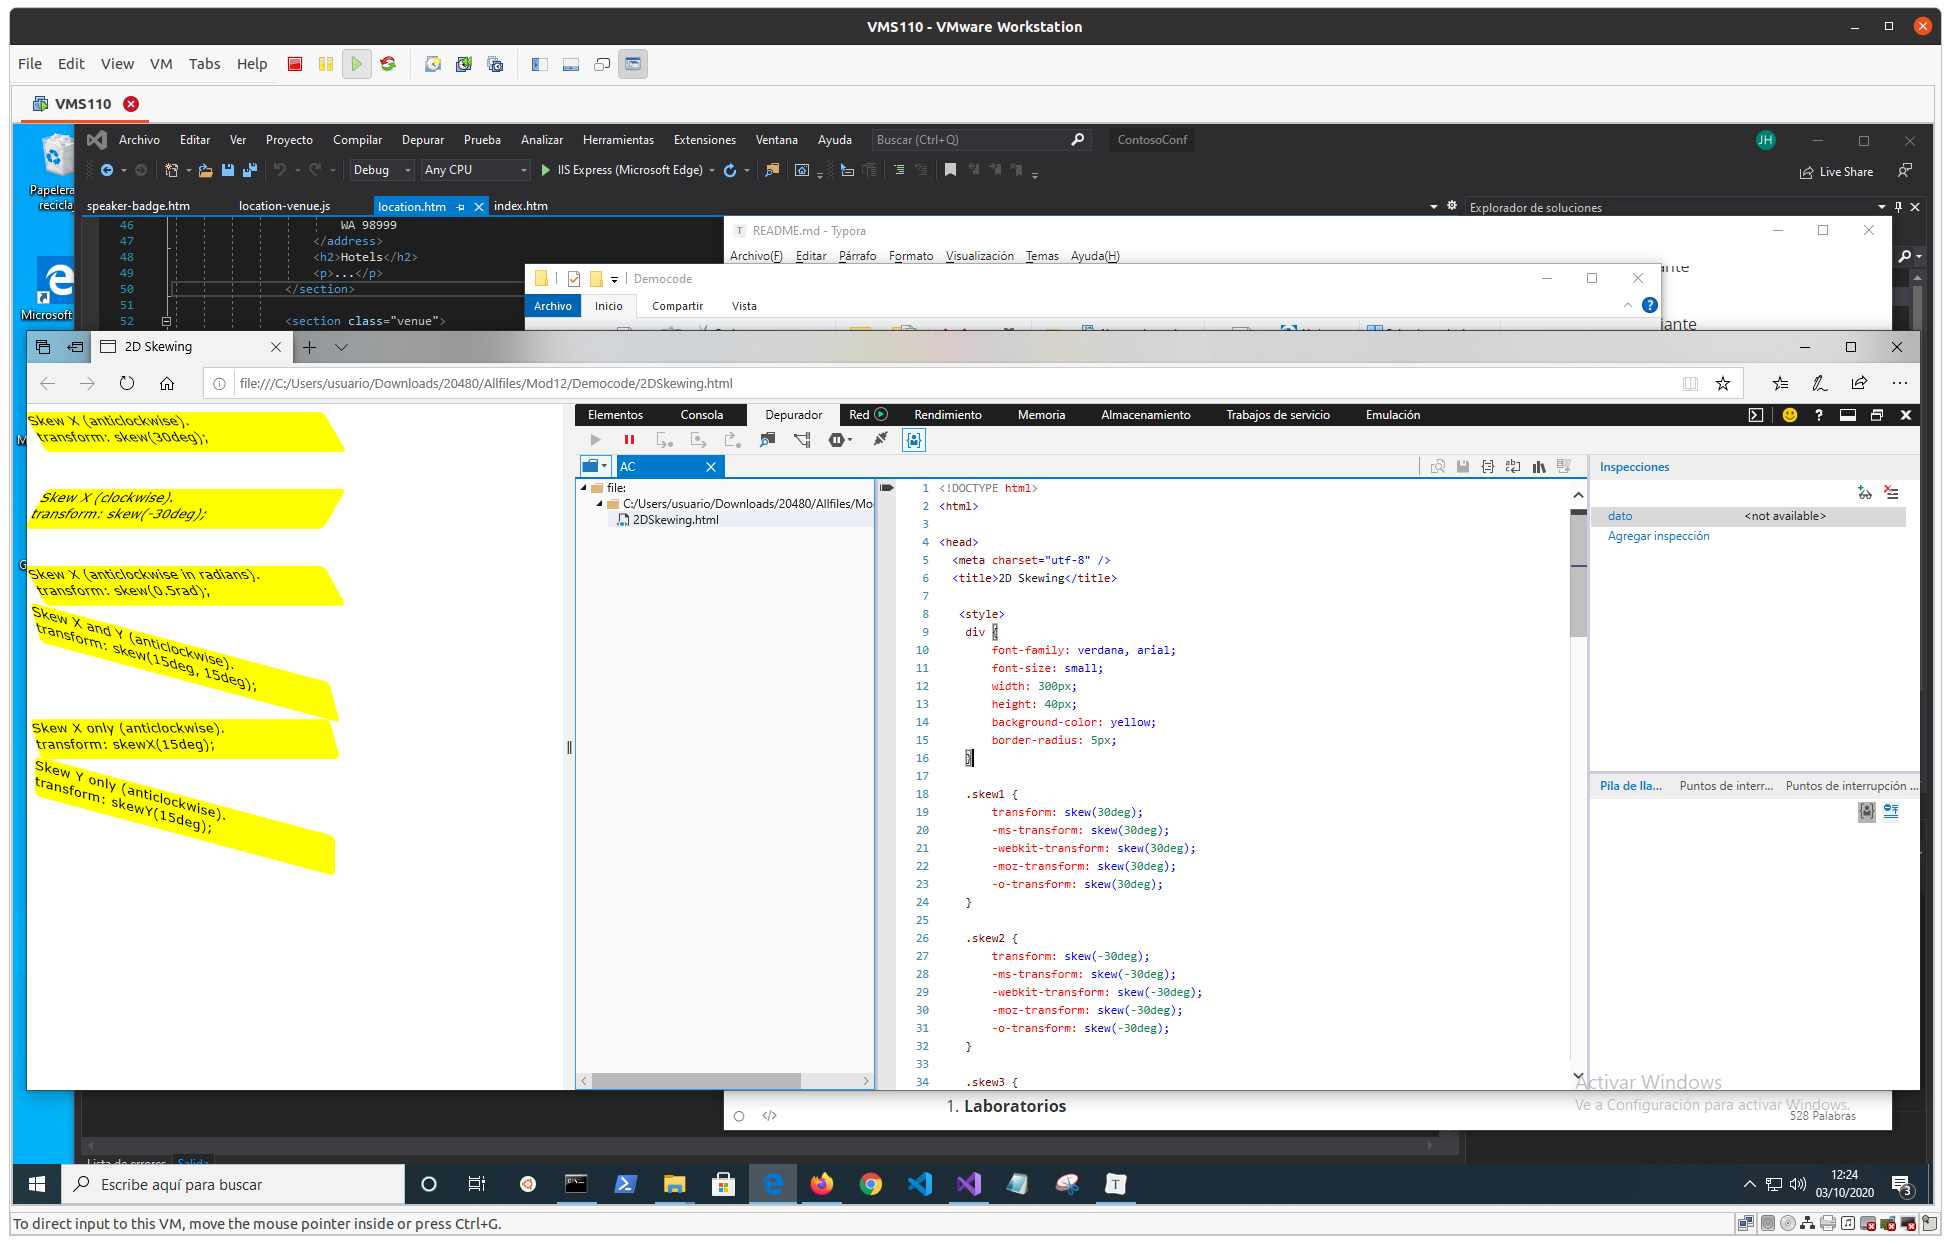 VMS110 - VMware Workstation
File Edit View VM Tabs Help
VMS110
Papelera
recicla
Microsoft
Archivo Editar Ver Proyecto Compilar Depurar Prueba Analizar Herramientas Extensiones Ventana Ayuda Buscar (Ctrl+Q) ContosoConf JH
Debug Any CPU IIS Express (Microsoft Edge) Live Share
speaker-badge.htm location-venue.js location.htm index.htm Explorador de soluciones
46 WA 98999
47 </address>
48 <h2>Hotels</h2>
49 <p>...</p>
50 </section>
51
52 <section class="venue">
README.md - Typora
Archivo(F) Editar Párrafo Formato Visualización Temas Ayuda(H)
ante
iante
Democode
Archivo Inicio Compartir Vista
2D Skewing
file:///C:/Users/usuario/Downloads/20480/Allfiles/Mod12/Democode/2DSkewing.html
Skew X (anticlockwise).
transform: skew(30deg);
Skew X (clockwise).
transform: skew(-30deg);
Skew X (anticlockwise in radians).
transform: skew(0.5rad);
Skew X and Y (anticlockwise).
transform: skew(15deg, 15deg);
Skew X only (anticlockwise).
transform: skewX(15deg);
Skew Y only (anticlockwise).
transform: skewY(15deg);
Elementos Consola Depurador Red Rendimiento Memoria Almacenamiento Trabajos de servicio Emulación
AC
file:
C:/Users/usuario/Downloads/20480/Allfiles/Mo
2DSkewing.html
1 <!DOCTYPE html>
2 <html>
3
4 <head>
5 <meta charset="utf-8" />
6 <title>2D Skewing</title>
7
8 <style>
9 div {
10 font-family: verdana, arial;
11 font-size: small;
12 width: 300px;
13 height: 40px;
14 background-color: yellow;
15 border-radius: 5px;
16 }
17
18 .skew1 {
19 transform: skew(30deg);
20 -ms-transform: skew(30deg);
21 -webkit-transform: skew(30deg);
22 -moz-transform: skew(30deg);
23 -o-transform: skew(30deg);
24 }
25
26 .skew2 {
27 transform: skew(-30deg);
28 -ms-transform: skew(-30deg);
29 -webkit-transform: skew(-30deg);
30 -moz-transform: skew(-30deg);
31 -o-transform: skew(-30deg);
32 }
33
34 .skew3 {
Inspecciones
dato <not available>
Agregar inspección
Pila de lla... Puntos de interr... Puntos de interrupción ...
Activar Windows
Ve a Configuración para activar Windows.
1. Laboratorios
528 Palabras
Lista de errores Salida
Escribe aquí para buscar
12:24
03/10/2020
3
To direct input to this VM, move the mouse pointer inside or press Ctrl+G.